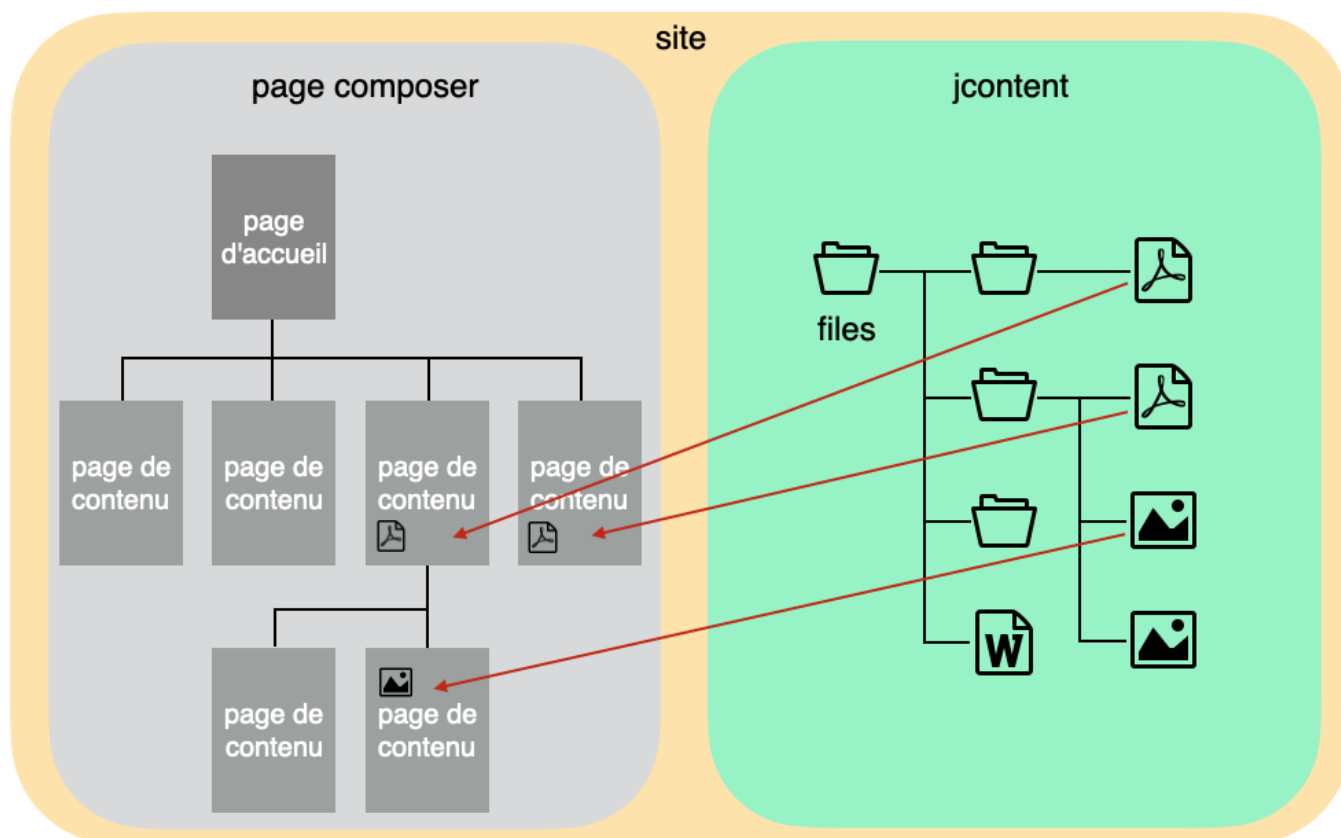 site
page composer
jcontent
page
d'accueil
files
page de
contenu
page de
contenu
page de
contenu
page de
contenu
W
page de
contenu
page de
contenu